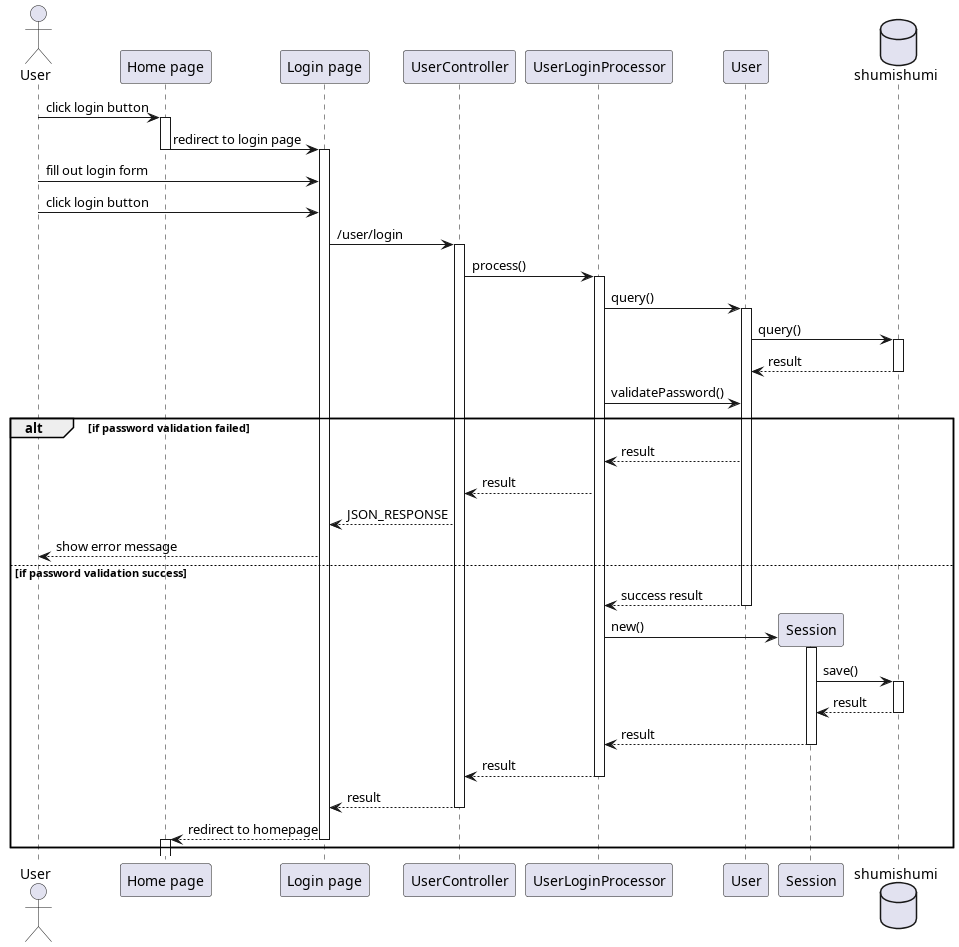 User
Home page
Login page
UserController
UserLoginProcessor
User
shumishumi
click login button
redirect to login page
fill out login form
click login button
/user/login
process()
query()
query()
result
validatePassword()
alt [if password validation failed]
result
result
JSON_RESPONSE
show error message
[if password validation success]
success result
Session
new()
save()
result
result
result
result
redirect to homepage
User
Home page
Login page
UserController
UserLoginProcessor
User
Session
shumishumi